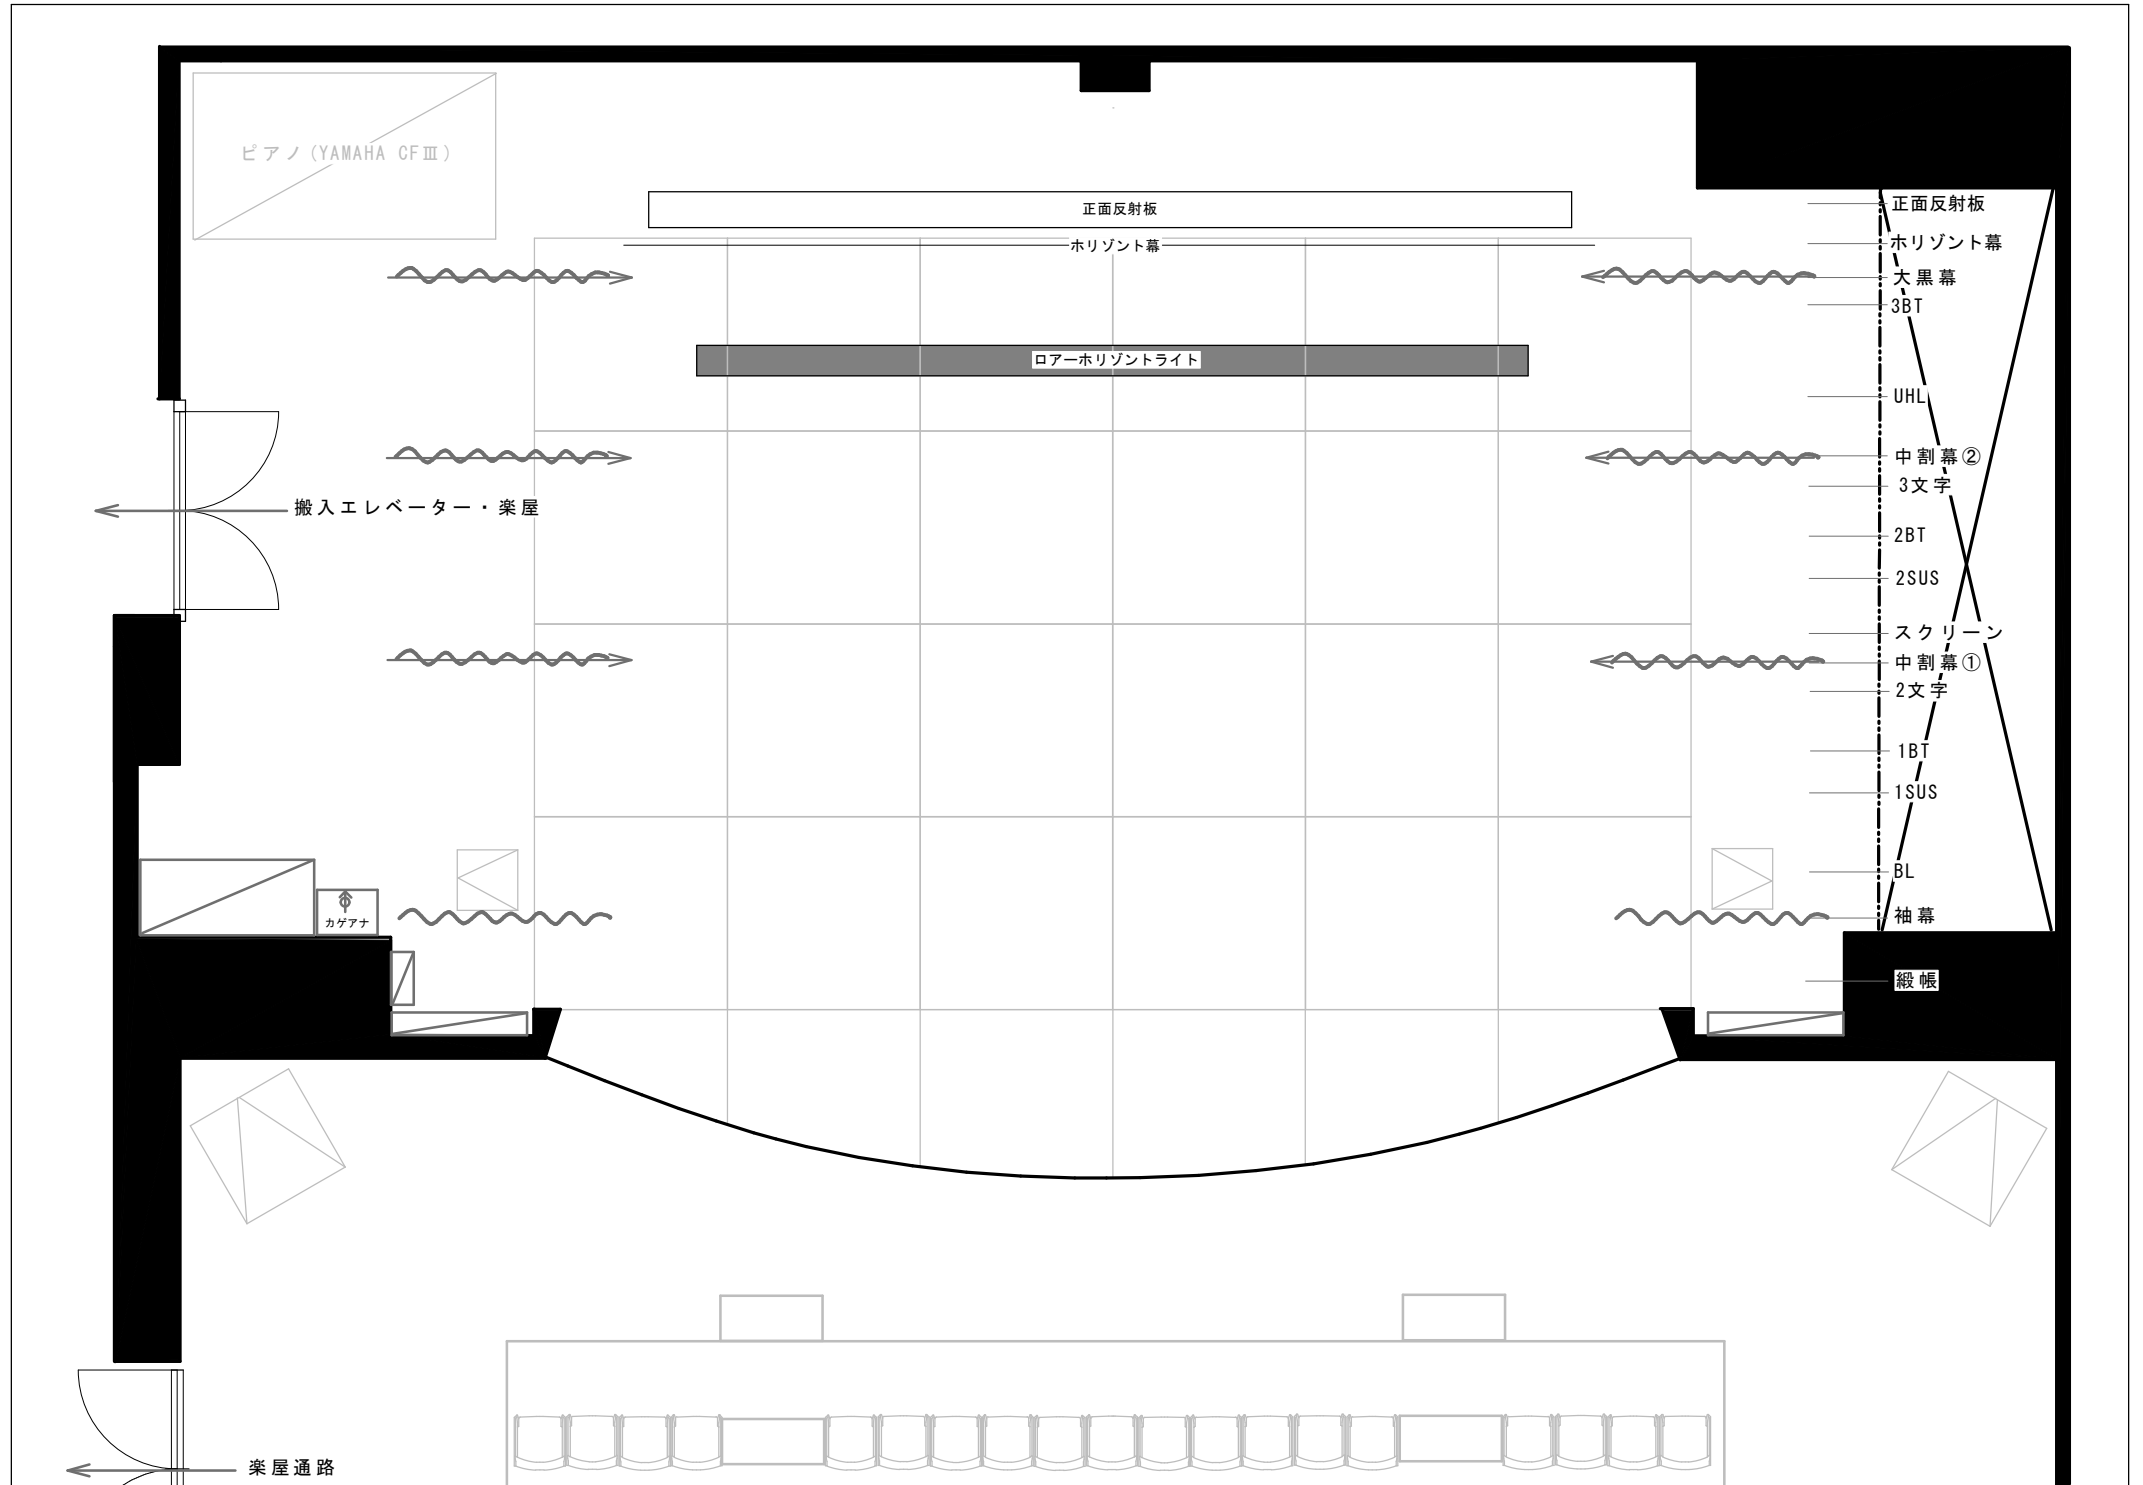 ピアノ(YAMAHA CFⅢ)
正面反射板
正面反射板
ホリゾント幕
ホリゾント幕
大黒幕
3BT
ロアーホリゾントライト
UHL
中割幕②
3文字
搬入エレベーター・楽屋
2BT
2SUS
スクリーン
中割幕①
2文字
1BT
1SUS
BL
袖幕
カゲアナ
緞帳
楽屋通路